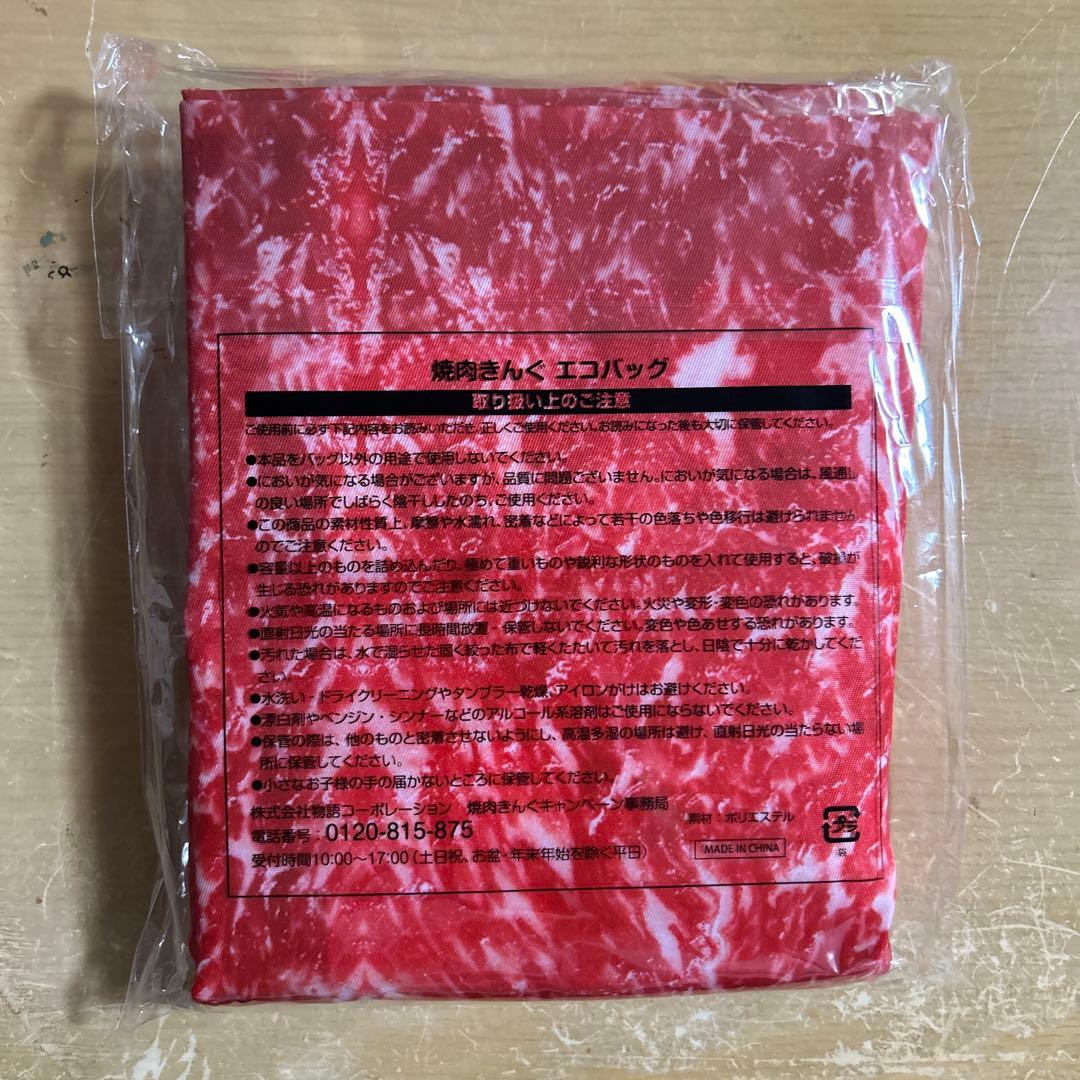 焼肉きんぐ エコバッグ
取り扱い上のご注意
ご使用前に必ず下記内容をお読みいただき、正しくご使用ください。お読みになった後も大切に保管してください。
●本品をバッグ以外の用途で使用しないでください。
●においが気になる場合がございますが、品質に問題ございません。においが気になる場合は、風通し
の良い場所でしばらく陰干ししたのち、ご使用ください。
●この商品の素材性質上、摩擦や水濡れ、密着などによって若干の色落ちや色移行は避けられません
のでご注意ください。
●容量以上のものを詰め込んだり、極めて重いものや鋭利な形状のものを入れて使用すると、破損が
生じる恐れがありますのでご注意ください。
●火気や高温になるものおよび場所には近づけないでください。火災や変形・変色の恐れがあります。
●直射日光の当たる場所に長時間放置・保管しないでください。変色や色あせする恐れがあります。
●汚れた場合は、水で湿らせた固く絞った布で軽くたたいて汚れを落とし、日陰で十分に乾かしてくだ
さい。
●水洗い・ドライクリーニングやタンブラー乾燥、アイロンがけはお避けください。
●漂白剤やベンジン・シンナーなどのアルコール系溶剤はご使用にならないでください。
●保管の際は、他のものと密着させないようにし、高温多湿の場所は避け、直射日光の当たらない場
所に保管してください。
●小さなお子様の手の届かないところに保管してください。
株式会社物語コーポレーション 焼肉きんぐキャンペーン事務局
電話番号:0120-815-875
受付時間10:00〜17:00(土日祝、お盆・年末年始を除く平日)
素材:ポリエステル
MADE IN CHINA
プラ
袋